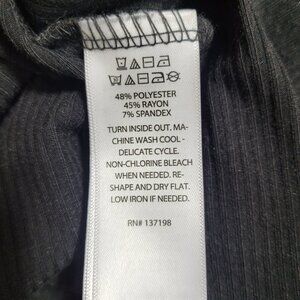 48% POLYESTER
45% RAYON
7% SPANDEX
TURN INSIDE OUT. MA-
CHINE WASH COOL -
DELICATE CYCLE.
NON-CHLORINE BLEACH
WHEN NEEDED. RE-
SHAPE AND DRY FLAT.
LOW IRON IF NEEDED.
RN# 137198